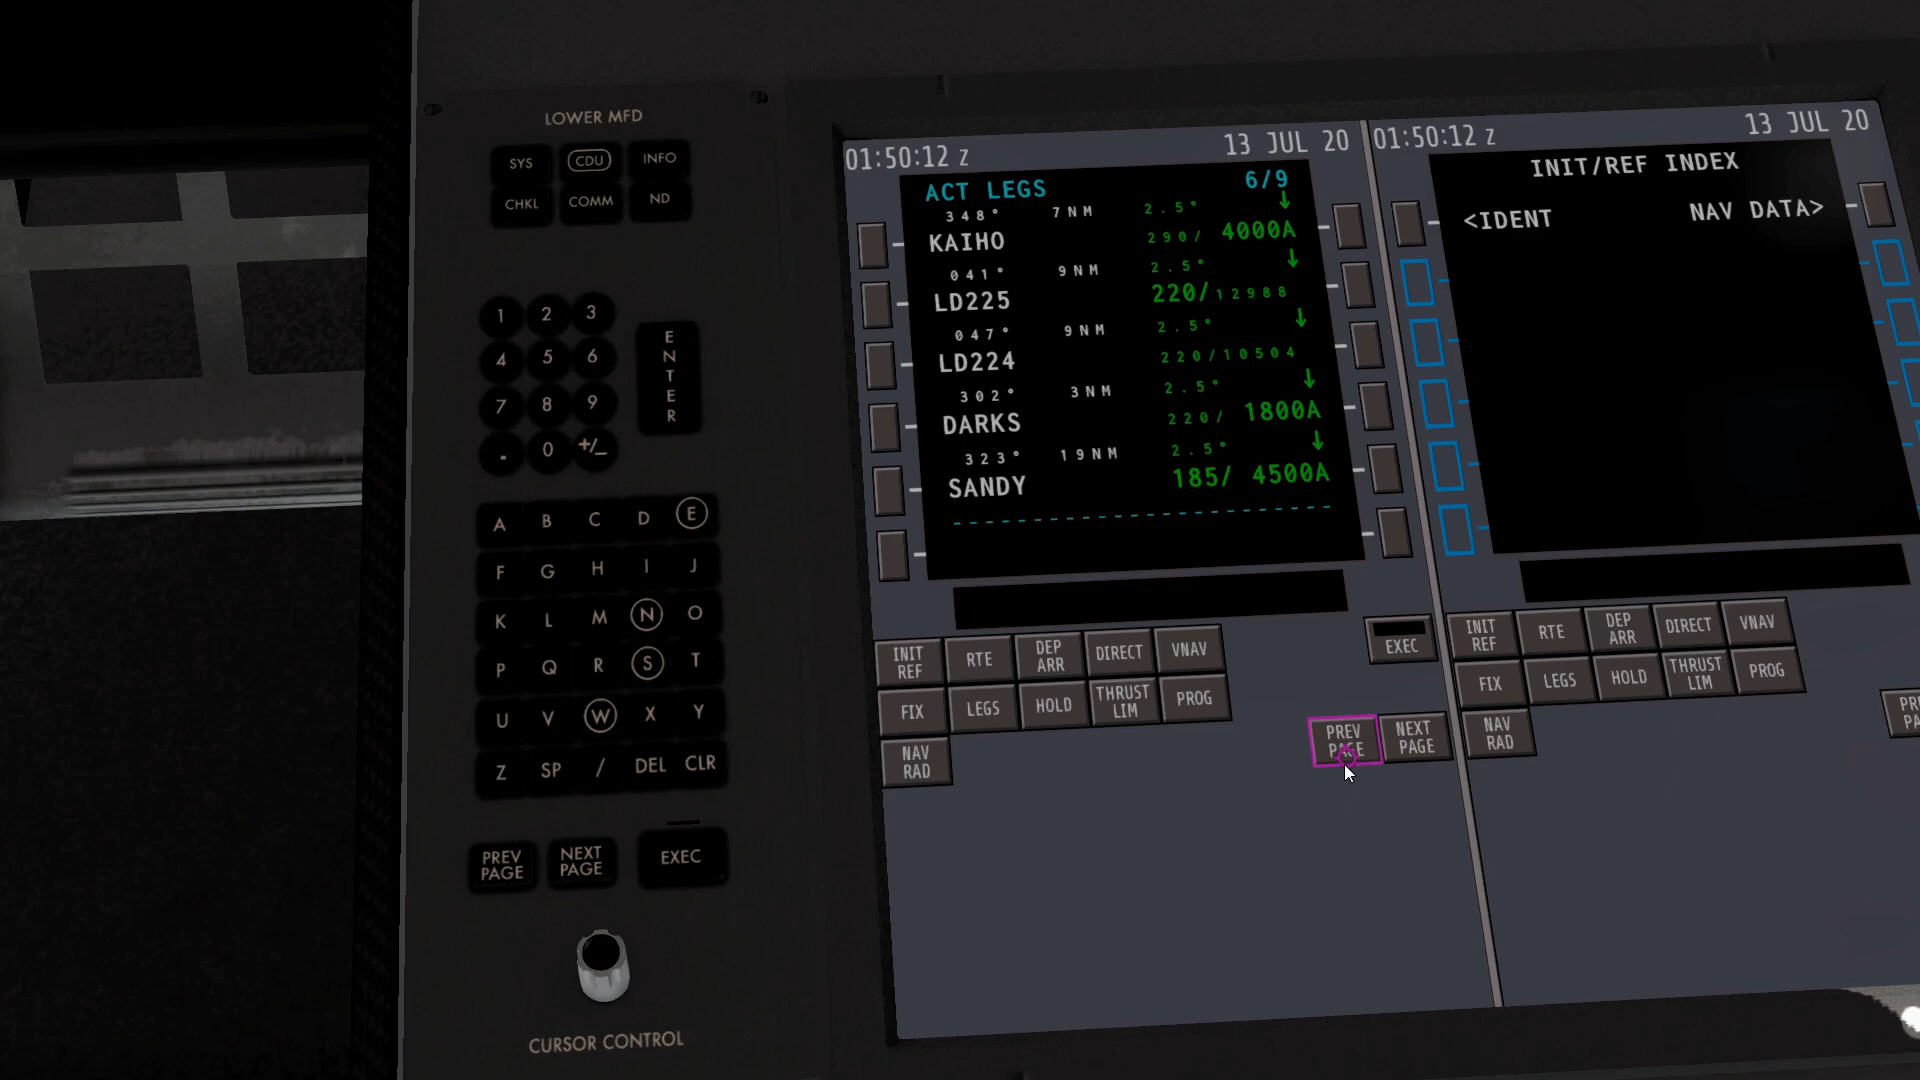 LOWER MFD
SYS CDU INFO
CHKL COMM ND
1 2 3
4 5 6
7 8 9
. 0 +/_
ENTER
A B C D E
F G H I J
K L M N O
P Q R S T
U V W X Y
Z SP / DEL CLR
PREV PAGE
NEXT PAGE
EXEC
CURSOR CONTROL
01:50:12 z 13 JUL 20
ACT LEGS 6/9
348° 7NM 2.5° ↓
KAIHO 290/ 4000A
041° 9NM 2.5° ↓
LD225 220/12988
047° 9NM 2.5° ↓
LD224 220/10504
302° 3NM 2.5° ↓
DARKS 220/ 1800A
323° 19NM 2.5° ↓
SANDY 185/ 4500A
------------------------
EXEC
INIT REF
RTE
DEP ARR
DIRECT
VNAV
FIX
LEGS
HOLD
THRUST LIM
PROG
NAV RAD
PREV PAGE
NEXT PAGE
01:50:12 z 13 JUL 20
INIT/REF INDEX
<IDENT NAV DATA>
INIT REF
RTE
DEP ARR
DIRECT
VNAV
FIX
LEGS
HOLD
THRUST LIM
PROG
NAV RAD